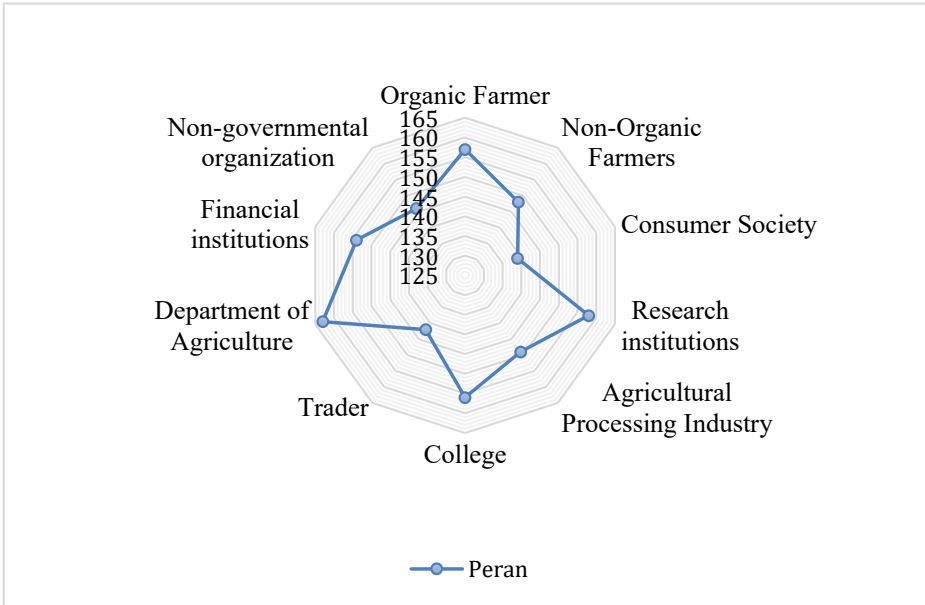 Organic Farmer
Non-Organic
Farmers
Consumer Society
Research
institutions
Agricultural
Processing Industry
College
Trader
Department of
Agriculture
Financial
institutions
Non-governmental
organization
165
160
155
150
145
140
135
130
125
Peran